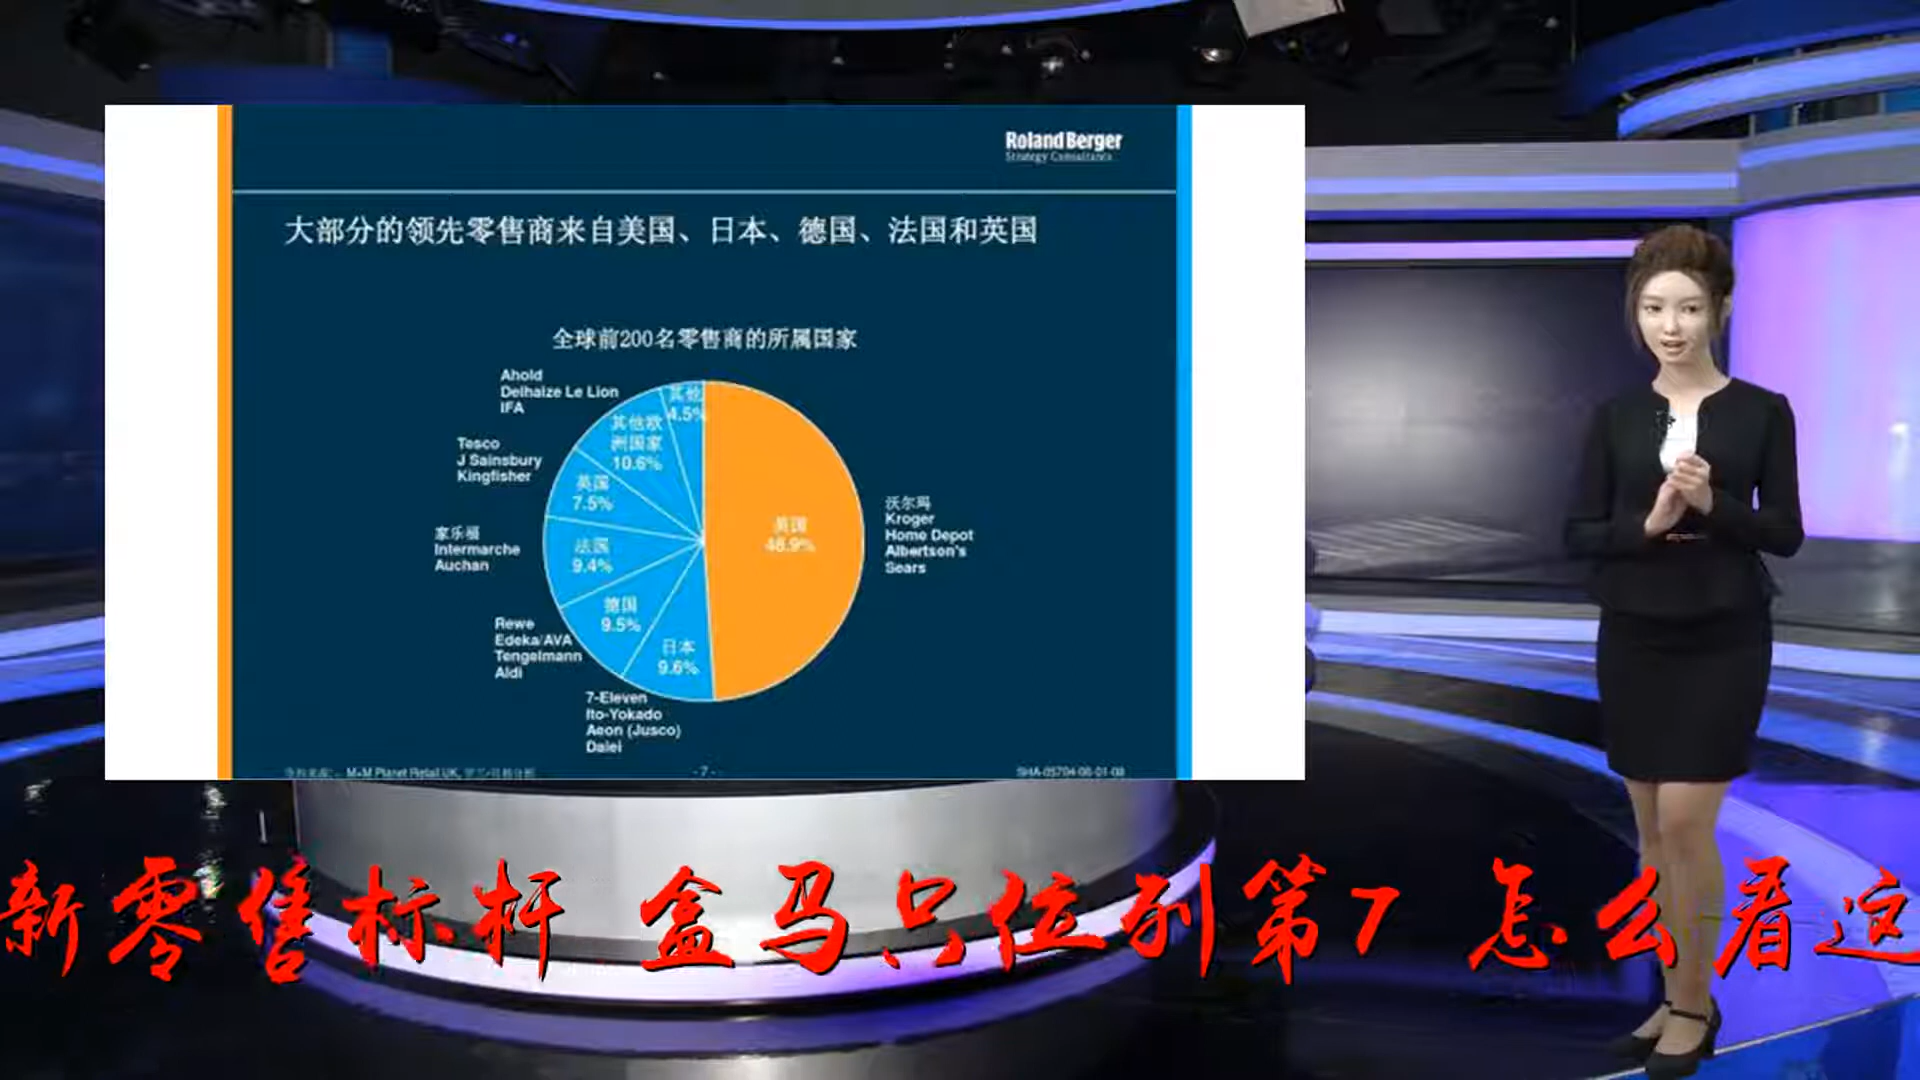 RolandBerger
Strategy Consultants
大部分的领先零售商来自美国、日本、德国、法国和英国
全球前200名零售商的所属国家
Ahold
Delhaize Le Lion
IFA
其他
4.5%
其他欧
洲国家
10.6%
Tesco
J Sainsbury
Kingfisher
英国
7.5%
沃尔玛
Kroger
Home Depot
Albertson's
Sears
美国
48.9%
家乐福
Intermarche
Auchan
法国
9.4%
德国
9.5%
Rewe
Edeka/AVA
Tengelmann
Aldi
日本
9.6%
7-Eleven
Ito-Yokado
Aeon (Jusco)
Daiei
M+M Planet Retail UK,
- 7 -
新零售标杆 盒马只位列第7 怎么看这